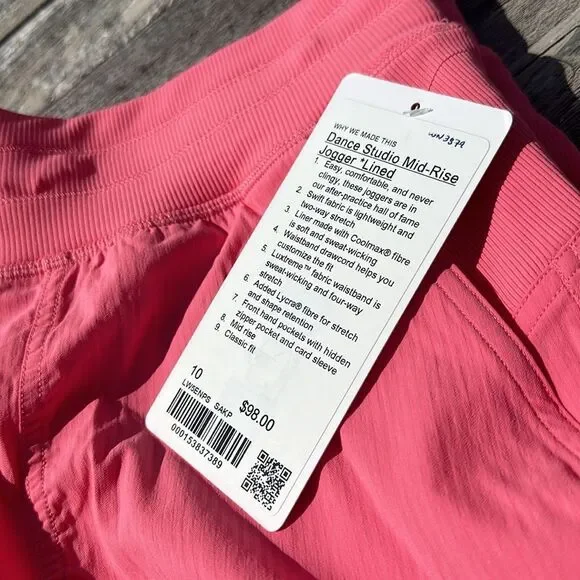 WN3879
WHY WE MADE THIS
Dance Studio Mid-Rise
Jogger *Lined
1. Easy, comfortable, and never
clingy, these joggers are in
our after-practice hall of fame
2. Swift fabric is lightweight and
two-way stretch
3. Liner made with Coolmax® fibre
is soft and sweat-wicking
4. Waistband drawcord helps you
customize the fit
5. Luxtreme™ fabric waistband is
sweat-wicking and four-way
stretch
6. Added Lycra® fibre for stretch
and shape retention
7. Front hand pockets with hidden
zipper pocket and card sleeve
8. Mid rise
9. Classic fit
10
LW5ENPS SAKP
$98.00
000153837389